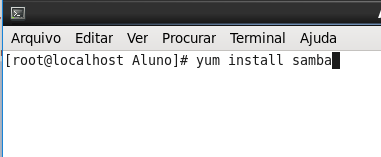 Arquivo Editar Ver Procurar Terminal Ajuda
[root@localhost Aluno]# yum install samba